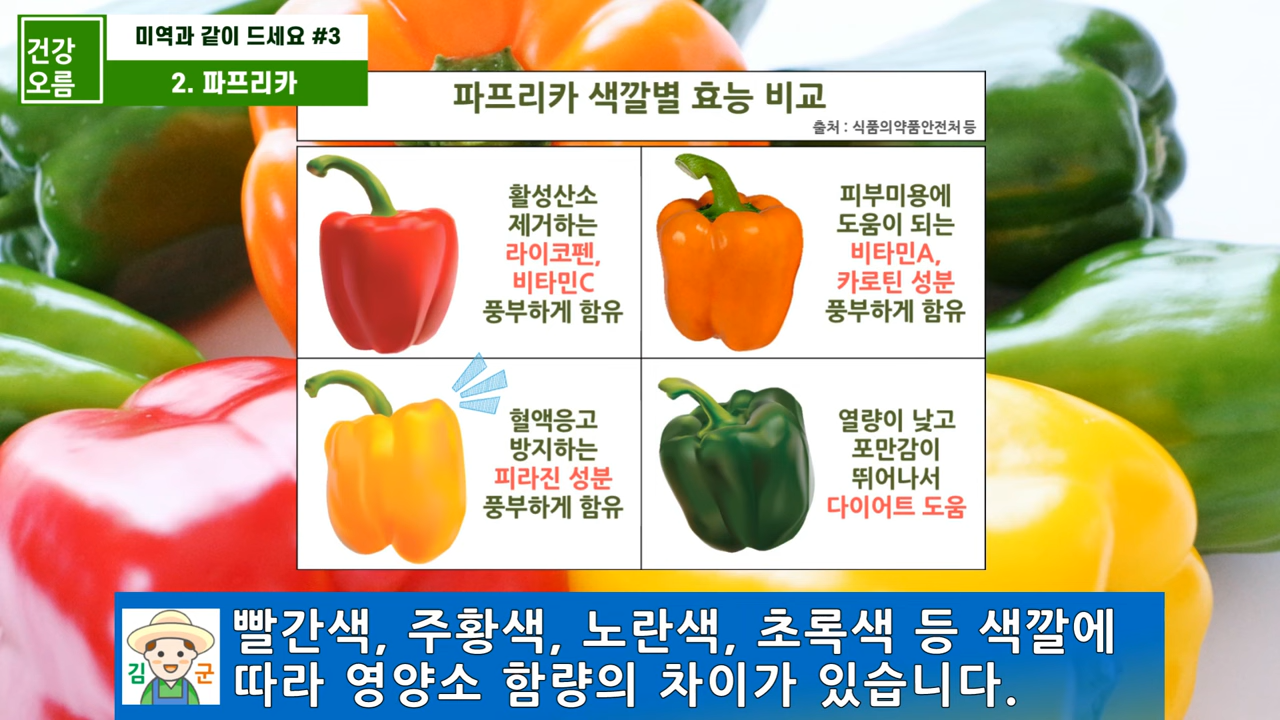 건강
오름
미역과 같이 드세요 #3
2. 파프리카
파프리카 색깔별 효능 비교
출처 : 식품의약품안전처 등
활성산소
제거하는
라이코펜,
비타민C
풍부하게 함유
피부미용에
도움이 되는
비타민A,
카로틴 성분
풍부하게 함유
혈액응고
방지하는
피라진 성분
풍부하게 함유
열량이 낮고
포만감이
뛰어나서
다이어트 도움
김 군
빨간색, 주황색, 노란색, 초록색 등 색깔에
따라 영양소 함량의 차이가 있습니다.